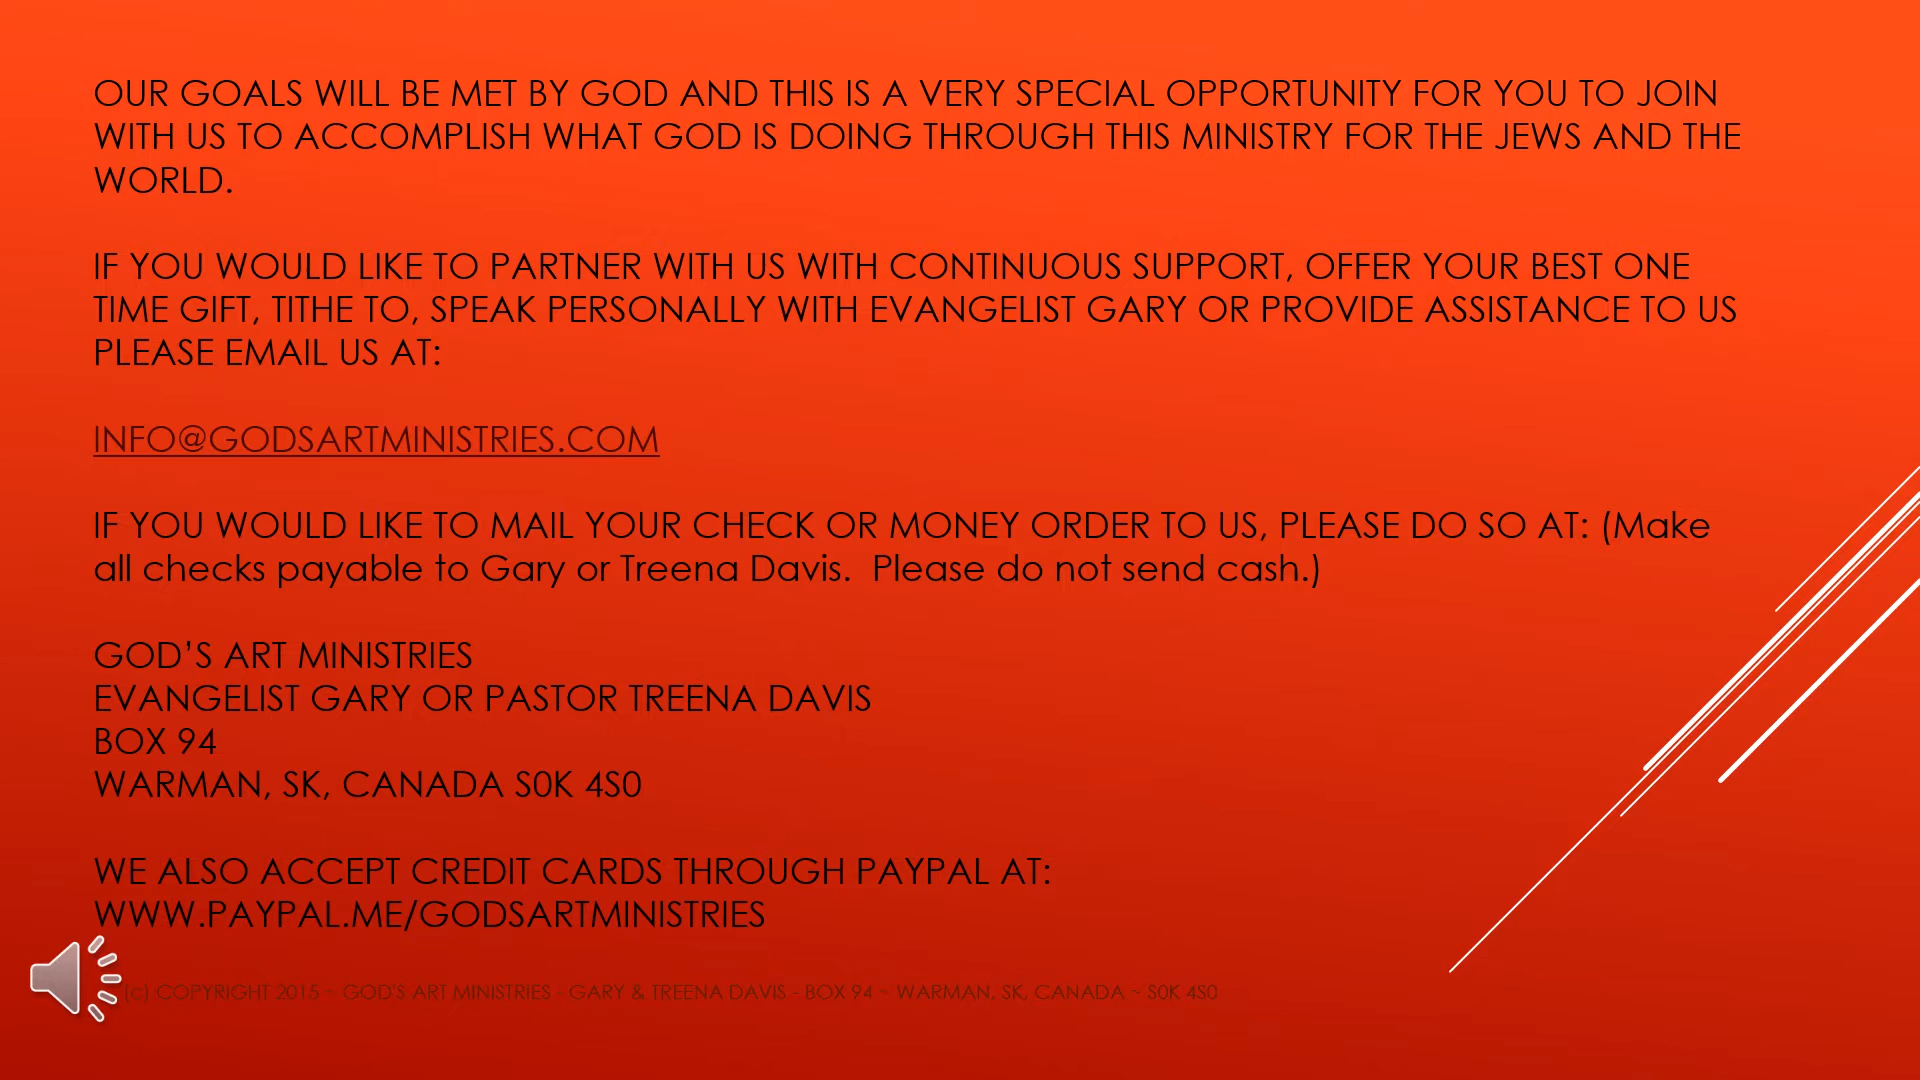 OUR GOALS WILL BE MET BY GOD AND THIS IS A VERY SPECIAL OPPORTUNITY FOR YOU TO JOIN
WITH US TO ACCOMPLISH WHAT GOD IS DOING THROUGH THIS MINISTRY FOR THE JEWS AND THE
WORLD.
IF YOU WOULD LIKE TO PARTNER WITH US WITH CONTINUOUS SUPPORT, OFFER YOUR BEST ONE
TIME GIFT, TITHE TO, SPEAK PERSONALLY WITH EVANGELIST GARY OR PROVIDE ASSISTANCE TO US
PLEASE EMAIL US AT:
INFO@GODSARTMINISTRIES.COM
IF YOU WOULD LIKE TO MAIL YOUR CHECK OR MONEY ORDER TO US, PLEASE DO SO AT: (Make
all checks payable to Gary or Treena Davis.  Please do not send cash.)
GOD’S ART MINISTRIES
EVANGELIST GARY OR PASTOR TREENA DAVIS
BOX 94
WARMAN, SK, CANADA S0K 4S0
WE ALSO ACCEPT CREDIT CARDS THROUGH PAYPAL AT:
WWW.PAYPAL.ME/GODSARTMINISTRIES
(c) COPYRIGHT 2015 ~ GOD'S ART MINISTRIES - GARY & TREENA DAVIS - BOX 94 ~ WARMAN, SK, CANADA ~ S0K 4S0